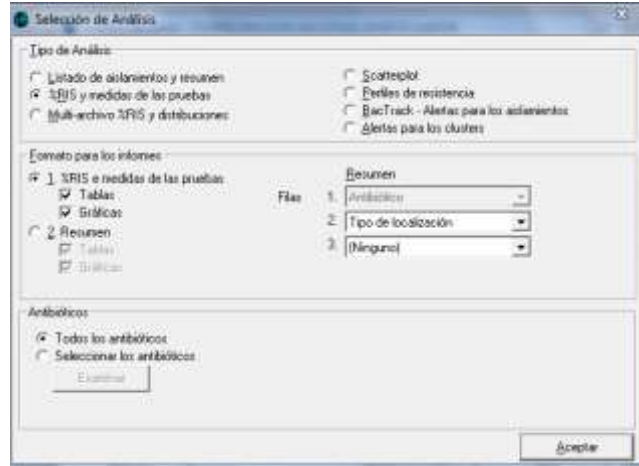 Selección de Análisis
Tipo de Análisis
Listado de aislamientos y resumen
%RIS y medidas de las pruebas
Multi-archivo %RIS y distribuciones
Scatterplot
Perfiles de resistencia
BacTrack - Alertas para los aislamientos
Alertas para los clusters
Formato para los informes
1. %RIS e medidas de las pruebas
Tablas
Gráficas
2 Resumen
Tablas
Gráficas
Resumen
Filas 1. Antibiótico
2. Tipo de localización
3. (Ninguno)
Antibióticos
Todos los antibióticos
Seleccionar los antibióticos
Examinar
Aceptar